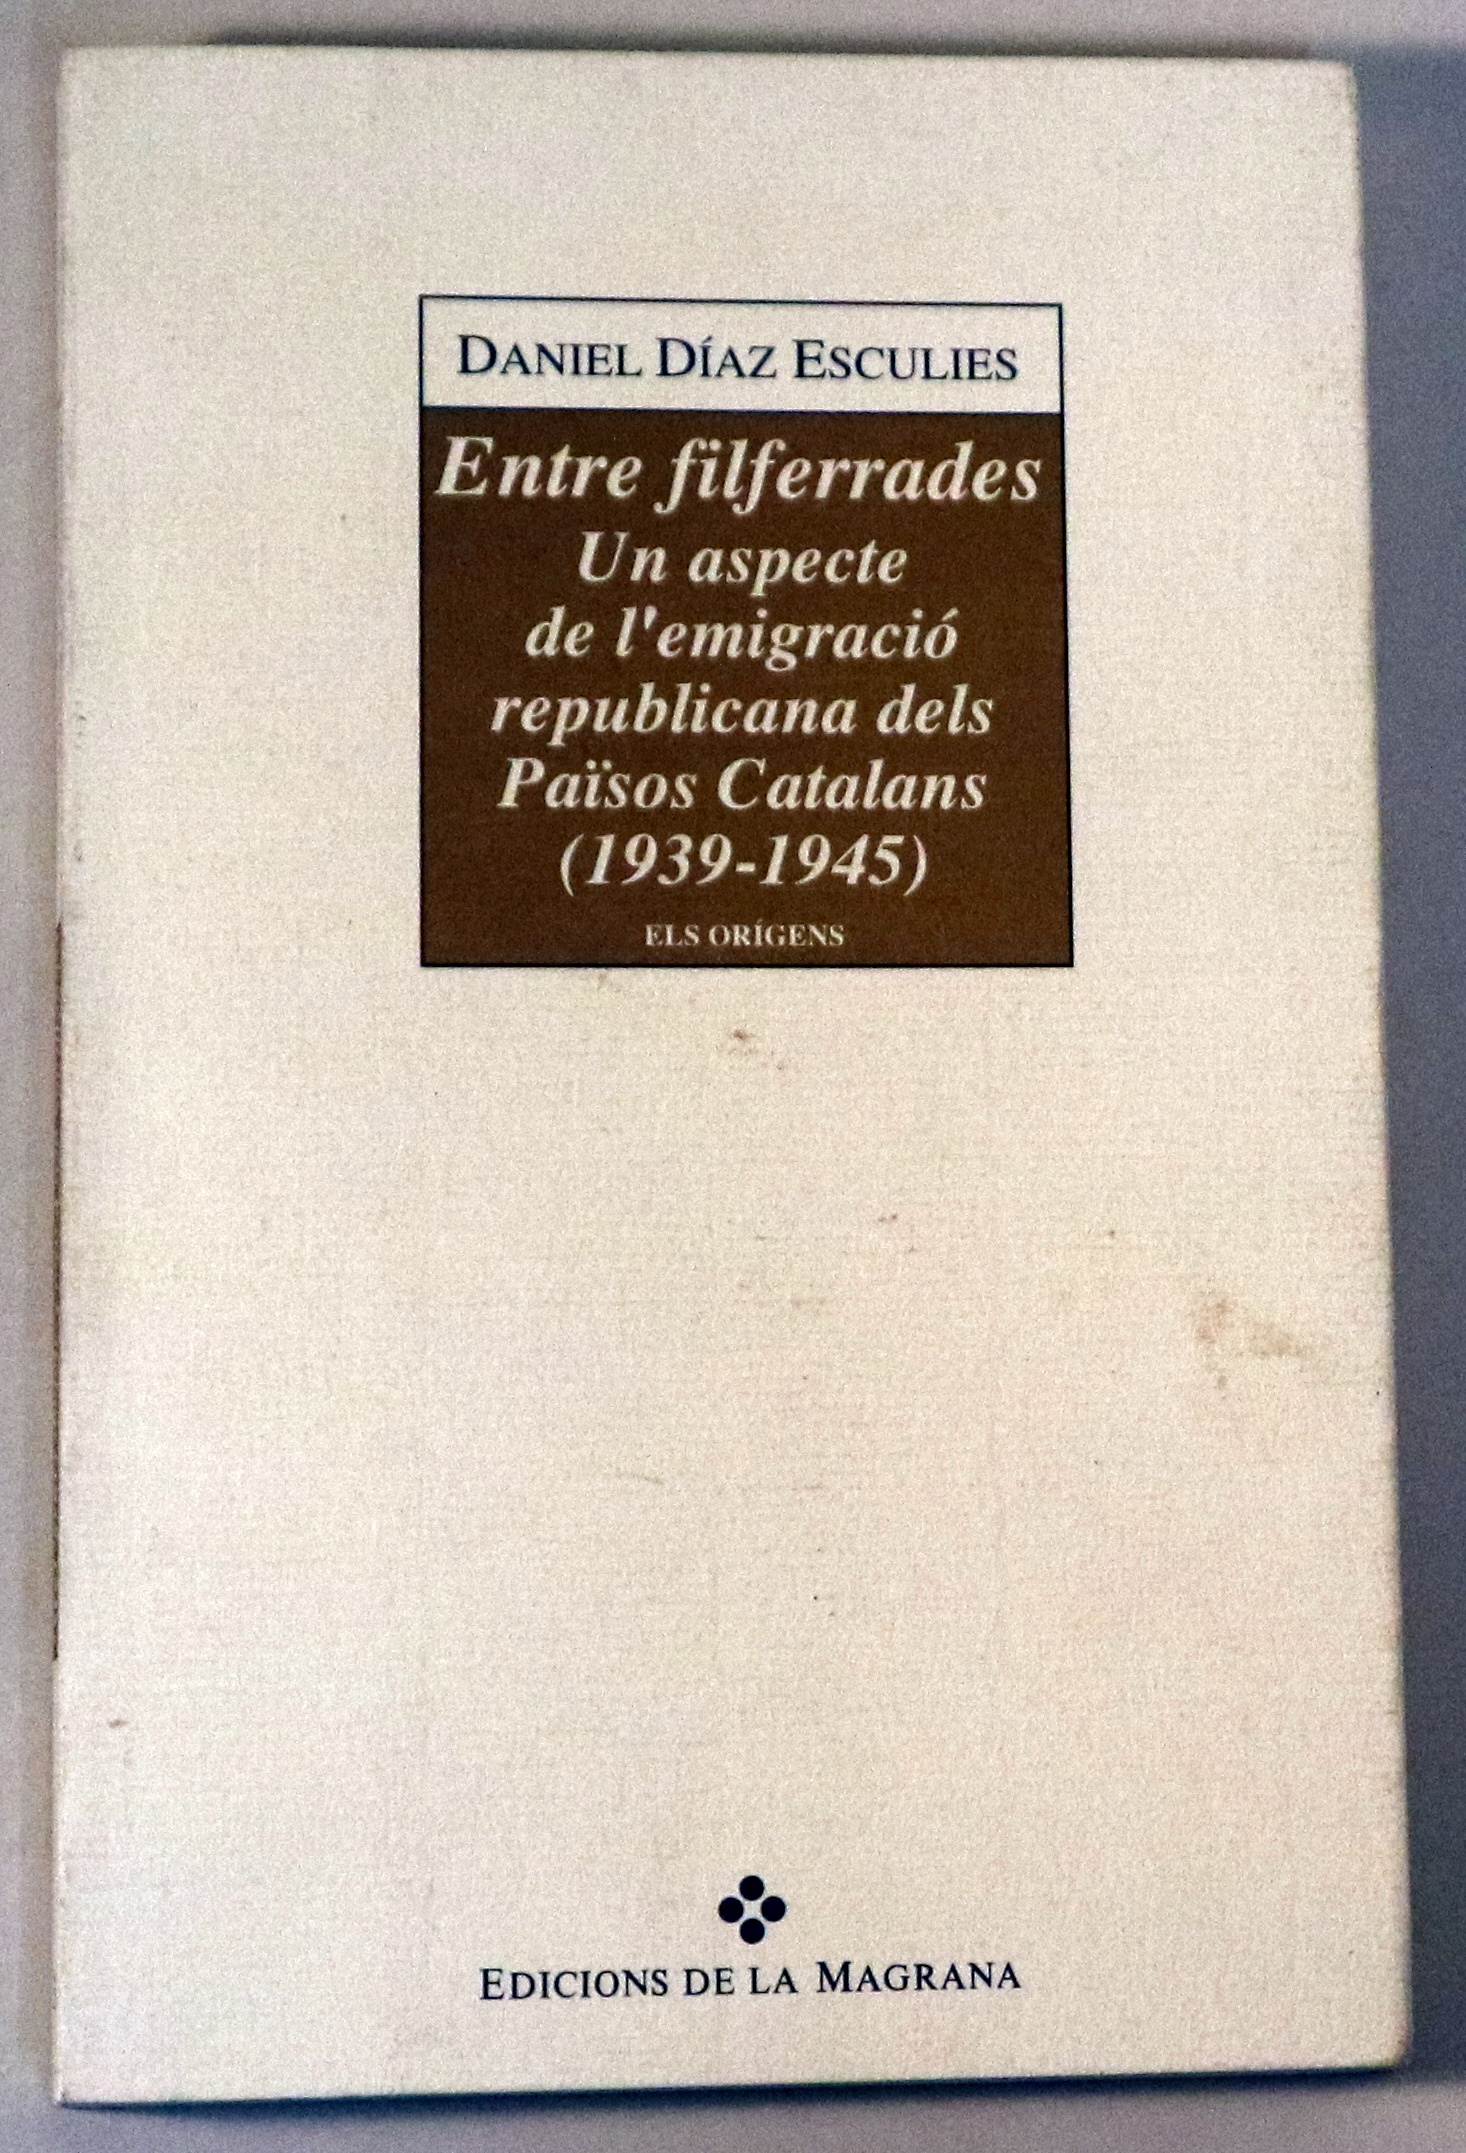 DANIEL DÍAZ ESCULIES
Entre filferrades
Un aspecte
de l'emigració
republicana dels
Països Catalans
(1939-1945)
ELS ORÍGENS
EDICIONS DE LA MAGRANA